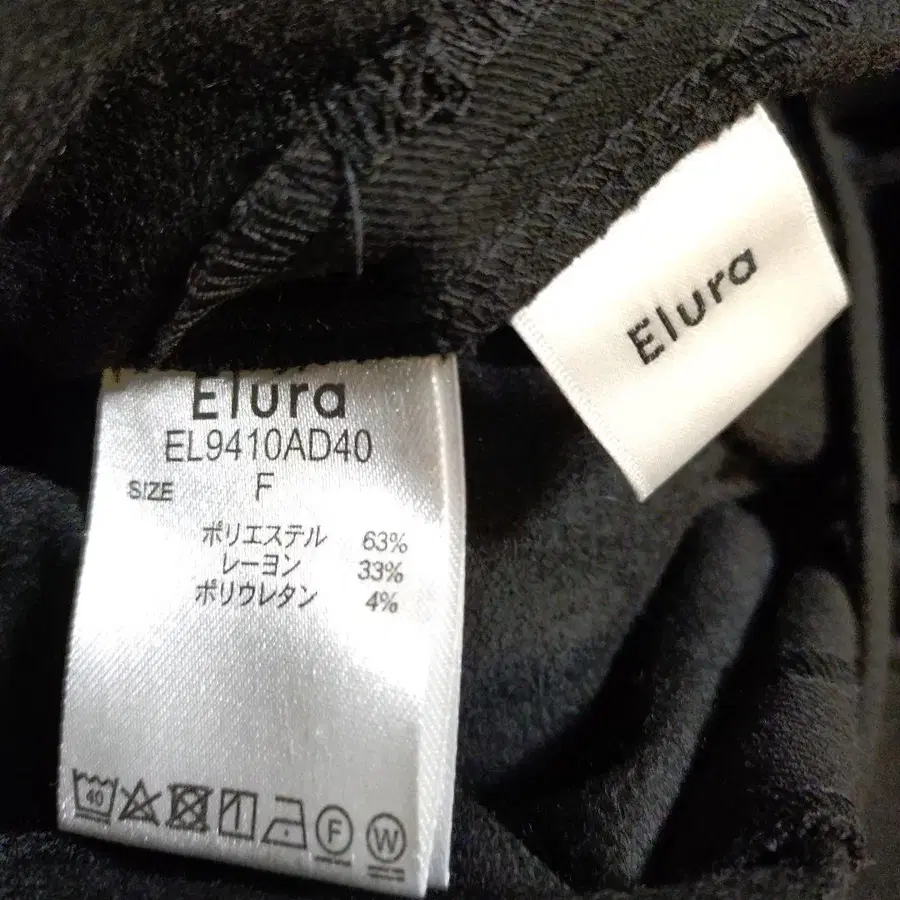 Elura
Elura
EL9410AD40
SIZE F
ポリエステル 63%
レーヨン 33%
ポリウレタン 4%
40
F
W